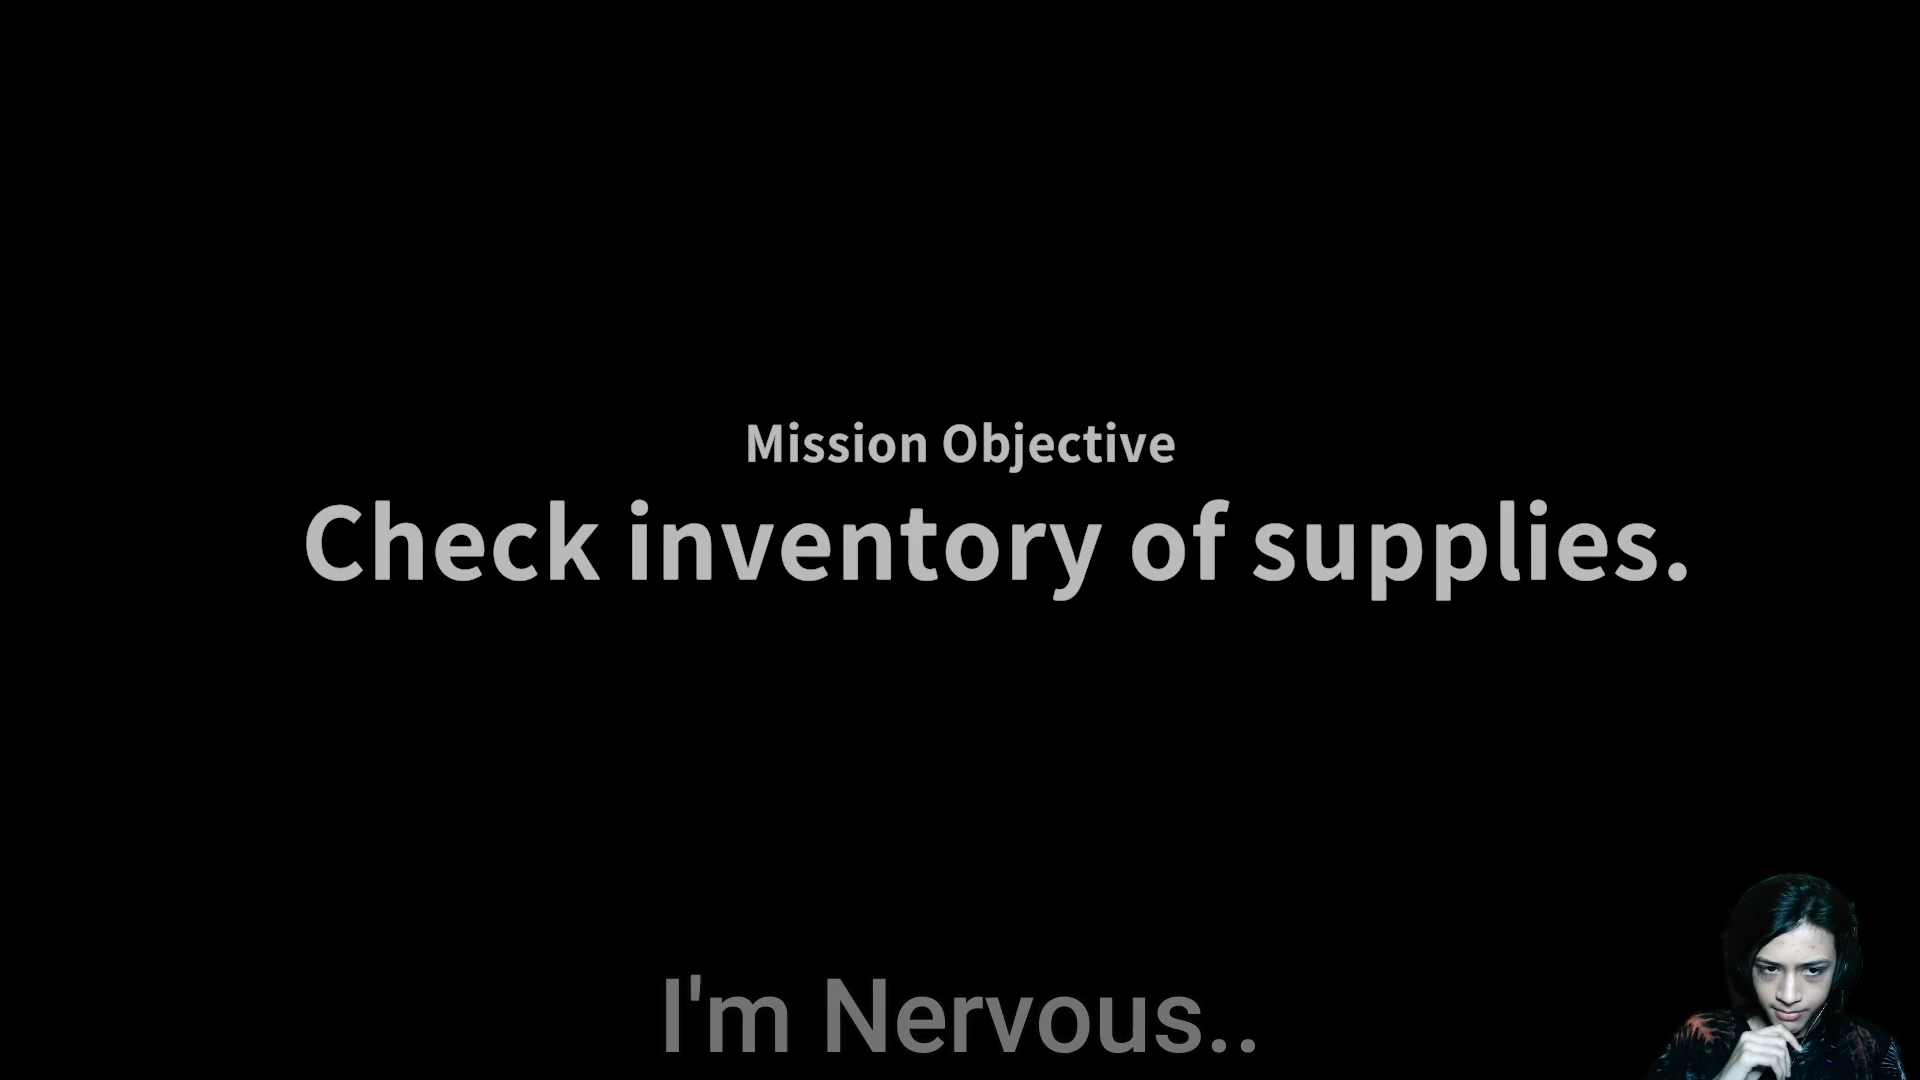 Mission Objective
Check inventory of supplies.
I'm Nervous..